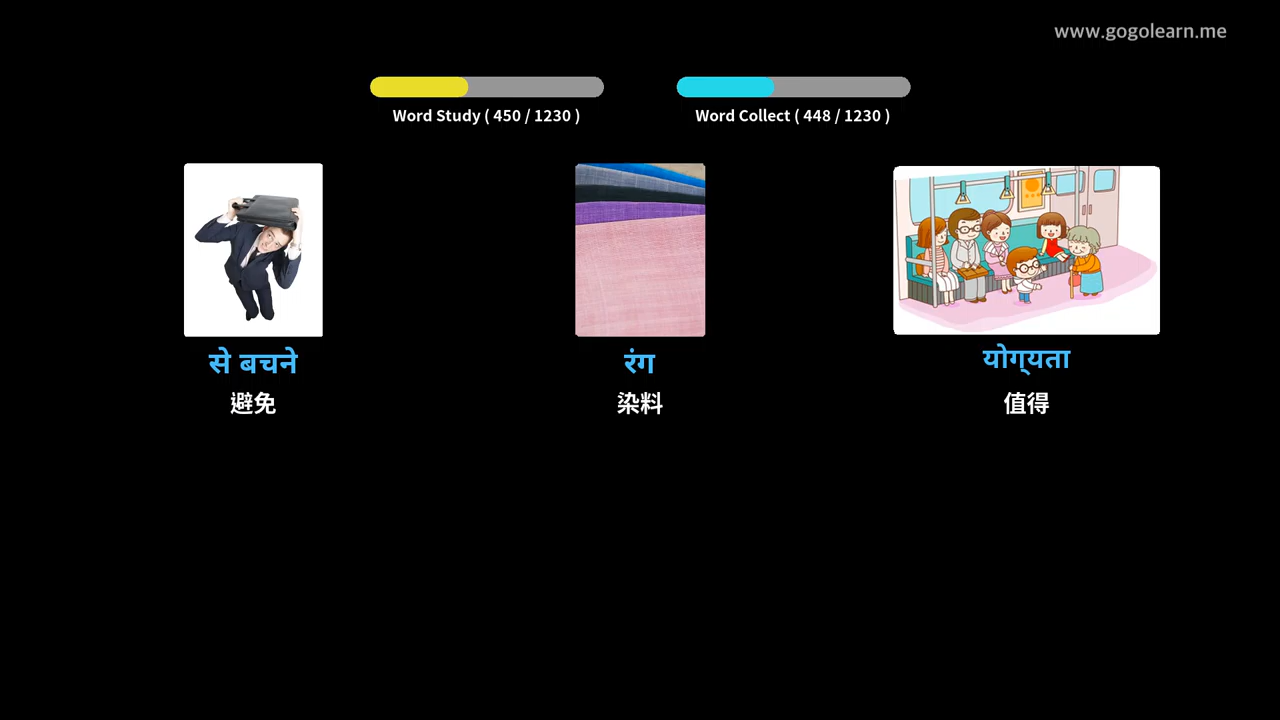 www.gogolearn.me
Word Study ( 450 / 1230 )
Word Collect ( 448 / 1230 )
से बचने
रंग
योग्‌यता
避免
染料
值得